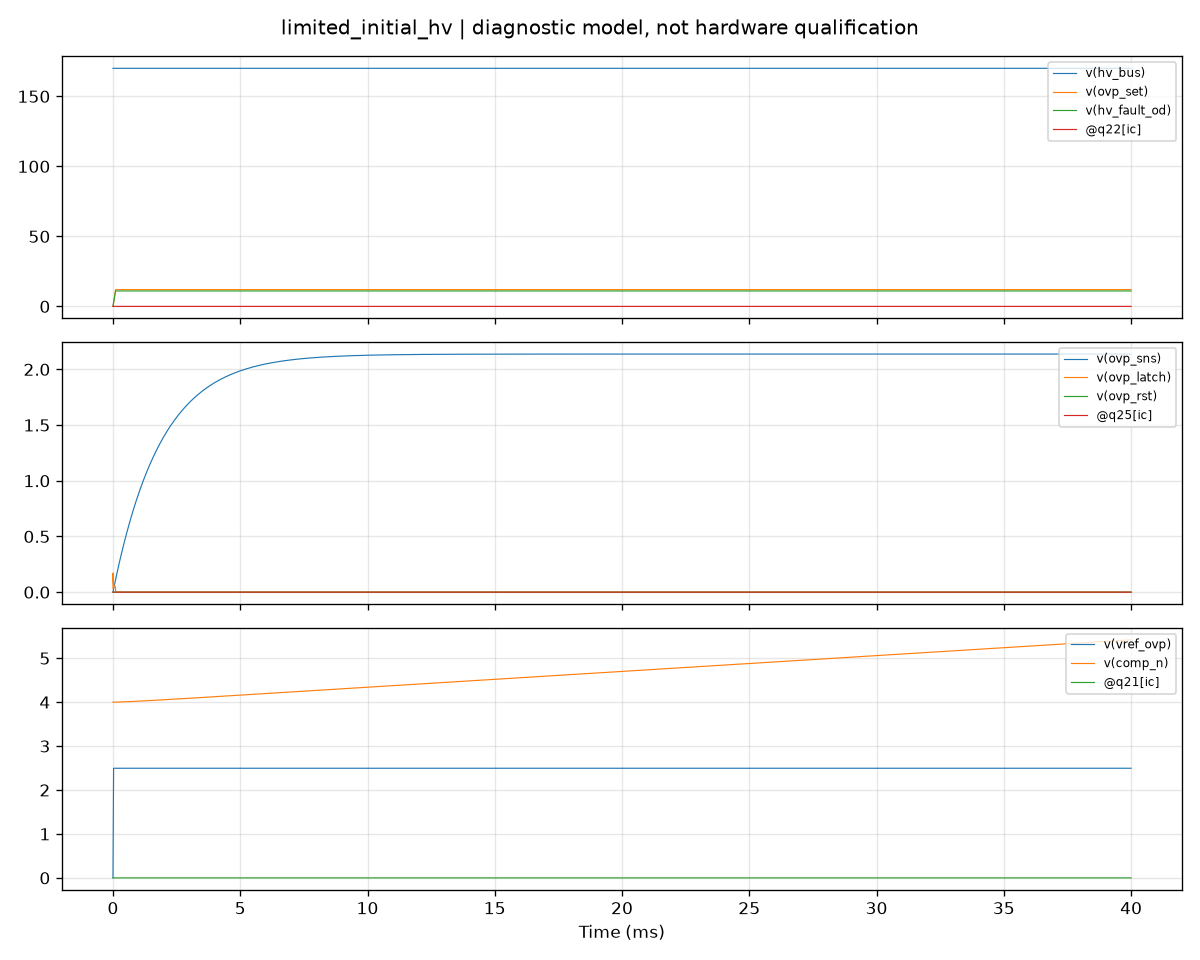 limited_initial_hv | diagnostic model, not hardware qualification
150
100
50
0
v(hv_bus)
v(ovp_set)
v(hv_fault_od)
@q22[ic]
2.0
1.5
1.0
0.5
0.0
v(ovp_sns)
v(ovp_latch)
v(ovp_rst)
@q25[ic]
5
4
3
2
1
0
v(vref_ovp)
v(comp_n)
@q21[ic]
0 5 10 15 20 25 30 35 40
Time (ms)